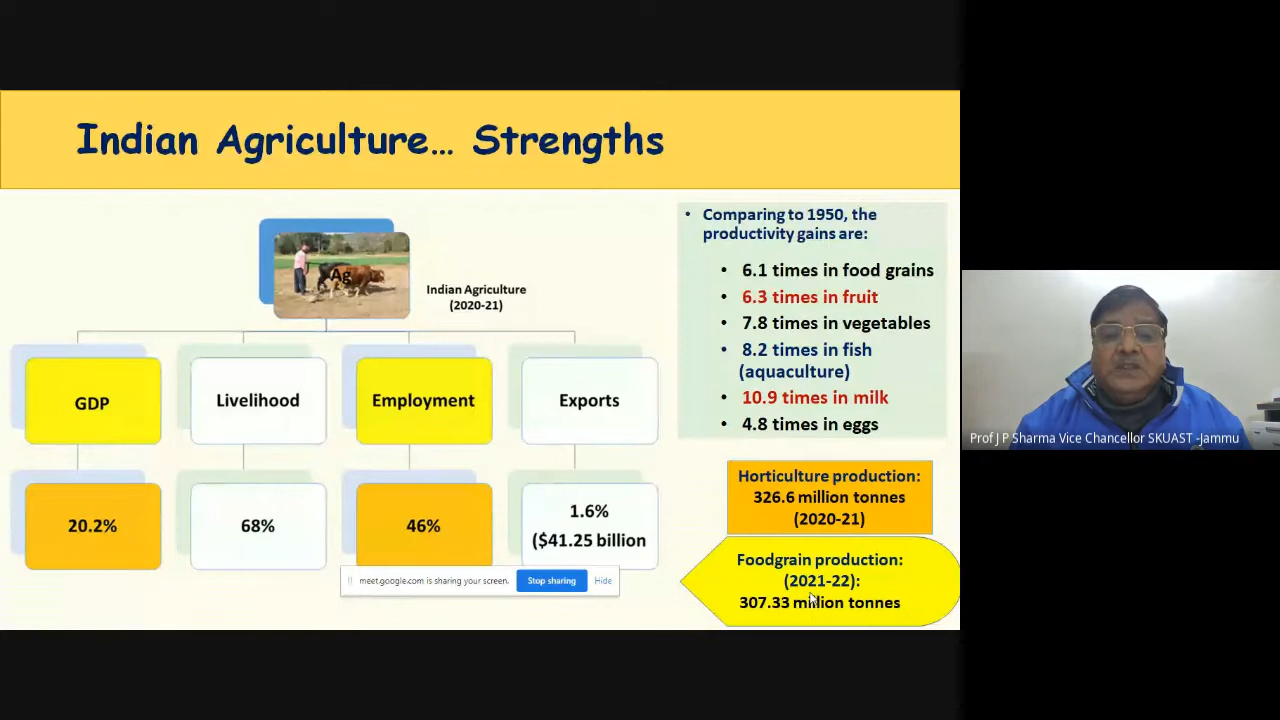 Indian Agriculture… Strengths
Ag
Indian Agriculture
(2020-21)
GDP
Livelihood
Employment
Exports
20.2%
68%
46%
1.6%
($41.25 billion
• Comparing to 1950, the
productivity gains are:
• 6.1 times in food grains
• 6.3 times in fruit
• 7.8 times in vegetables
• 8.2 times in fish
(aquaculture)
• 10.9 times in milk
• 4.8 times in eggs
Horticulture production:
326.6 million tonnes
(2020-21)
Foodgrain production:
(2021-22):
307.33 million tonnes
meet.google.com is sharing your screen.
Stop sharing
Hide
Prof J P Sharma Vice Chancellor SKUAST -Jammu